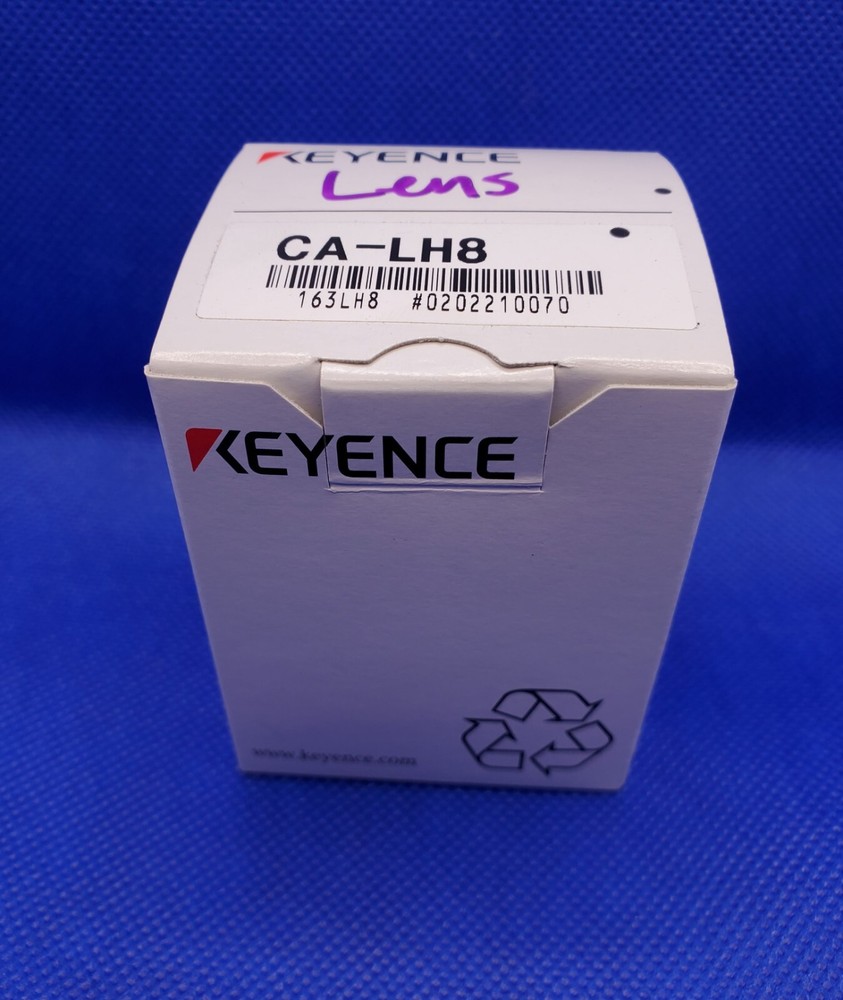 KEYENCE
Lens
CA-LH8
163LH8 #0202210070
KEYENCE
www.keyence.com